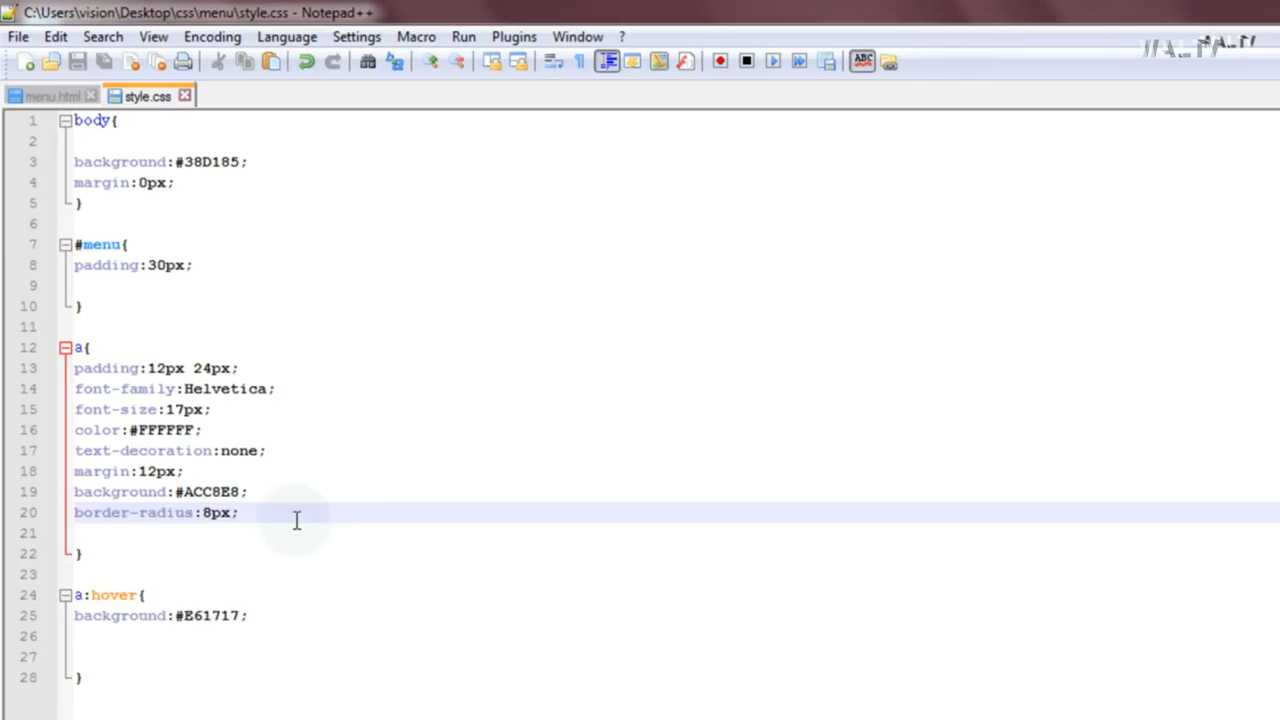 C:\Users\vision\Desktop\css\menu\style.css - Notepad++
File Edit Search View Encoding Language Settings Macro Run Plugins Window ?
ABC
menu.html style.css
1 body{
2
3 background:#38D185;
4 margin:0px;
5 }
6
7 #menu{
8 padding:30px;
9
10 }
11
12 a{
13 padding:12px 24px;
14 font-family:Helvetica;
15 font-size:17px;
16 color:#FFFFFF;
17 text-decoration:none;
18 margin:12px;
19 background:#ACC8E8;
20 border-radius:8px;
21
22 }
23
24 a:hover{
25 background:#E61717;
26
27
28 }